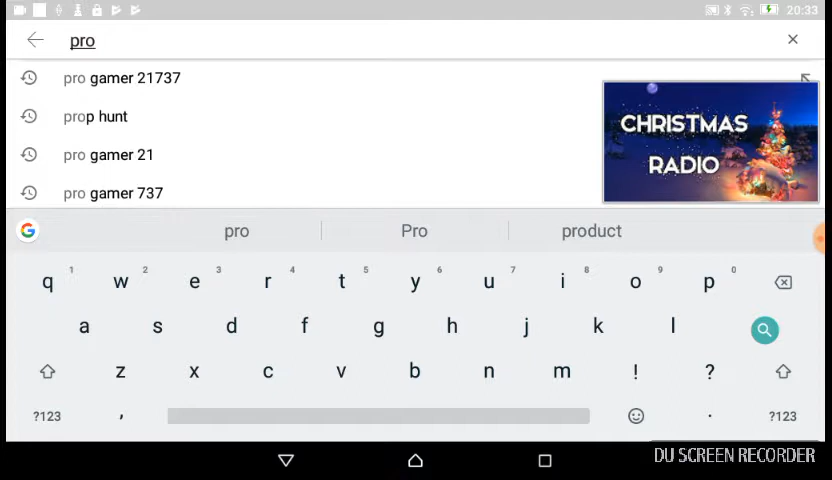 20:33
pro
pro gamer 21737
prop hunt
pro gamer 21
pro gamer 737
CHRISTMAS
RADIO
G pro Pro product
1 2 3 4 5 6 7 8 9 0
q w e r t y u i o p
a s d f g h j k l
z x c v b n m ! ?
?123 , . ?123
DU SCREEN RECORDER